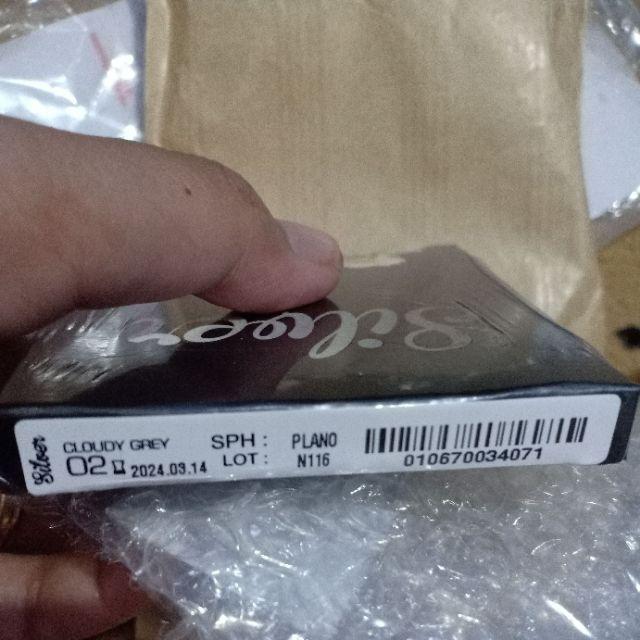 Silver
Silver
CLOUDY GREY
02 2024.03.14
SPH : PLANO
LOT : N116
010670034071